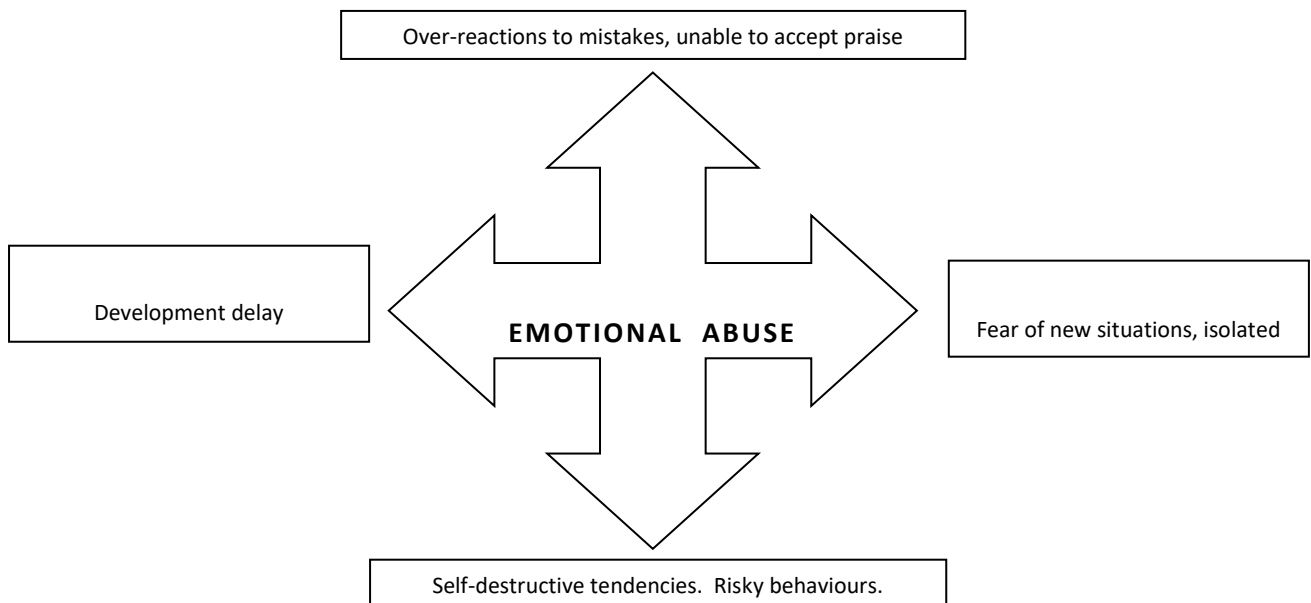 Over-reactions to mistakes, unable to accept praise
Development delay
EMOTIONAL ABUSE
Fear of new situations, isolated
Self-destructive tendencies. Risky behaviours.